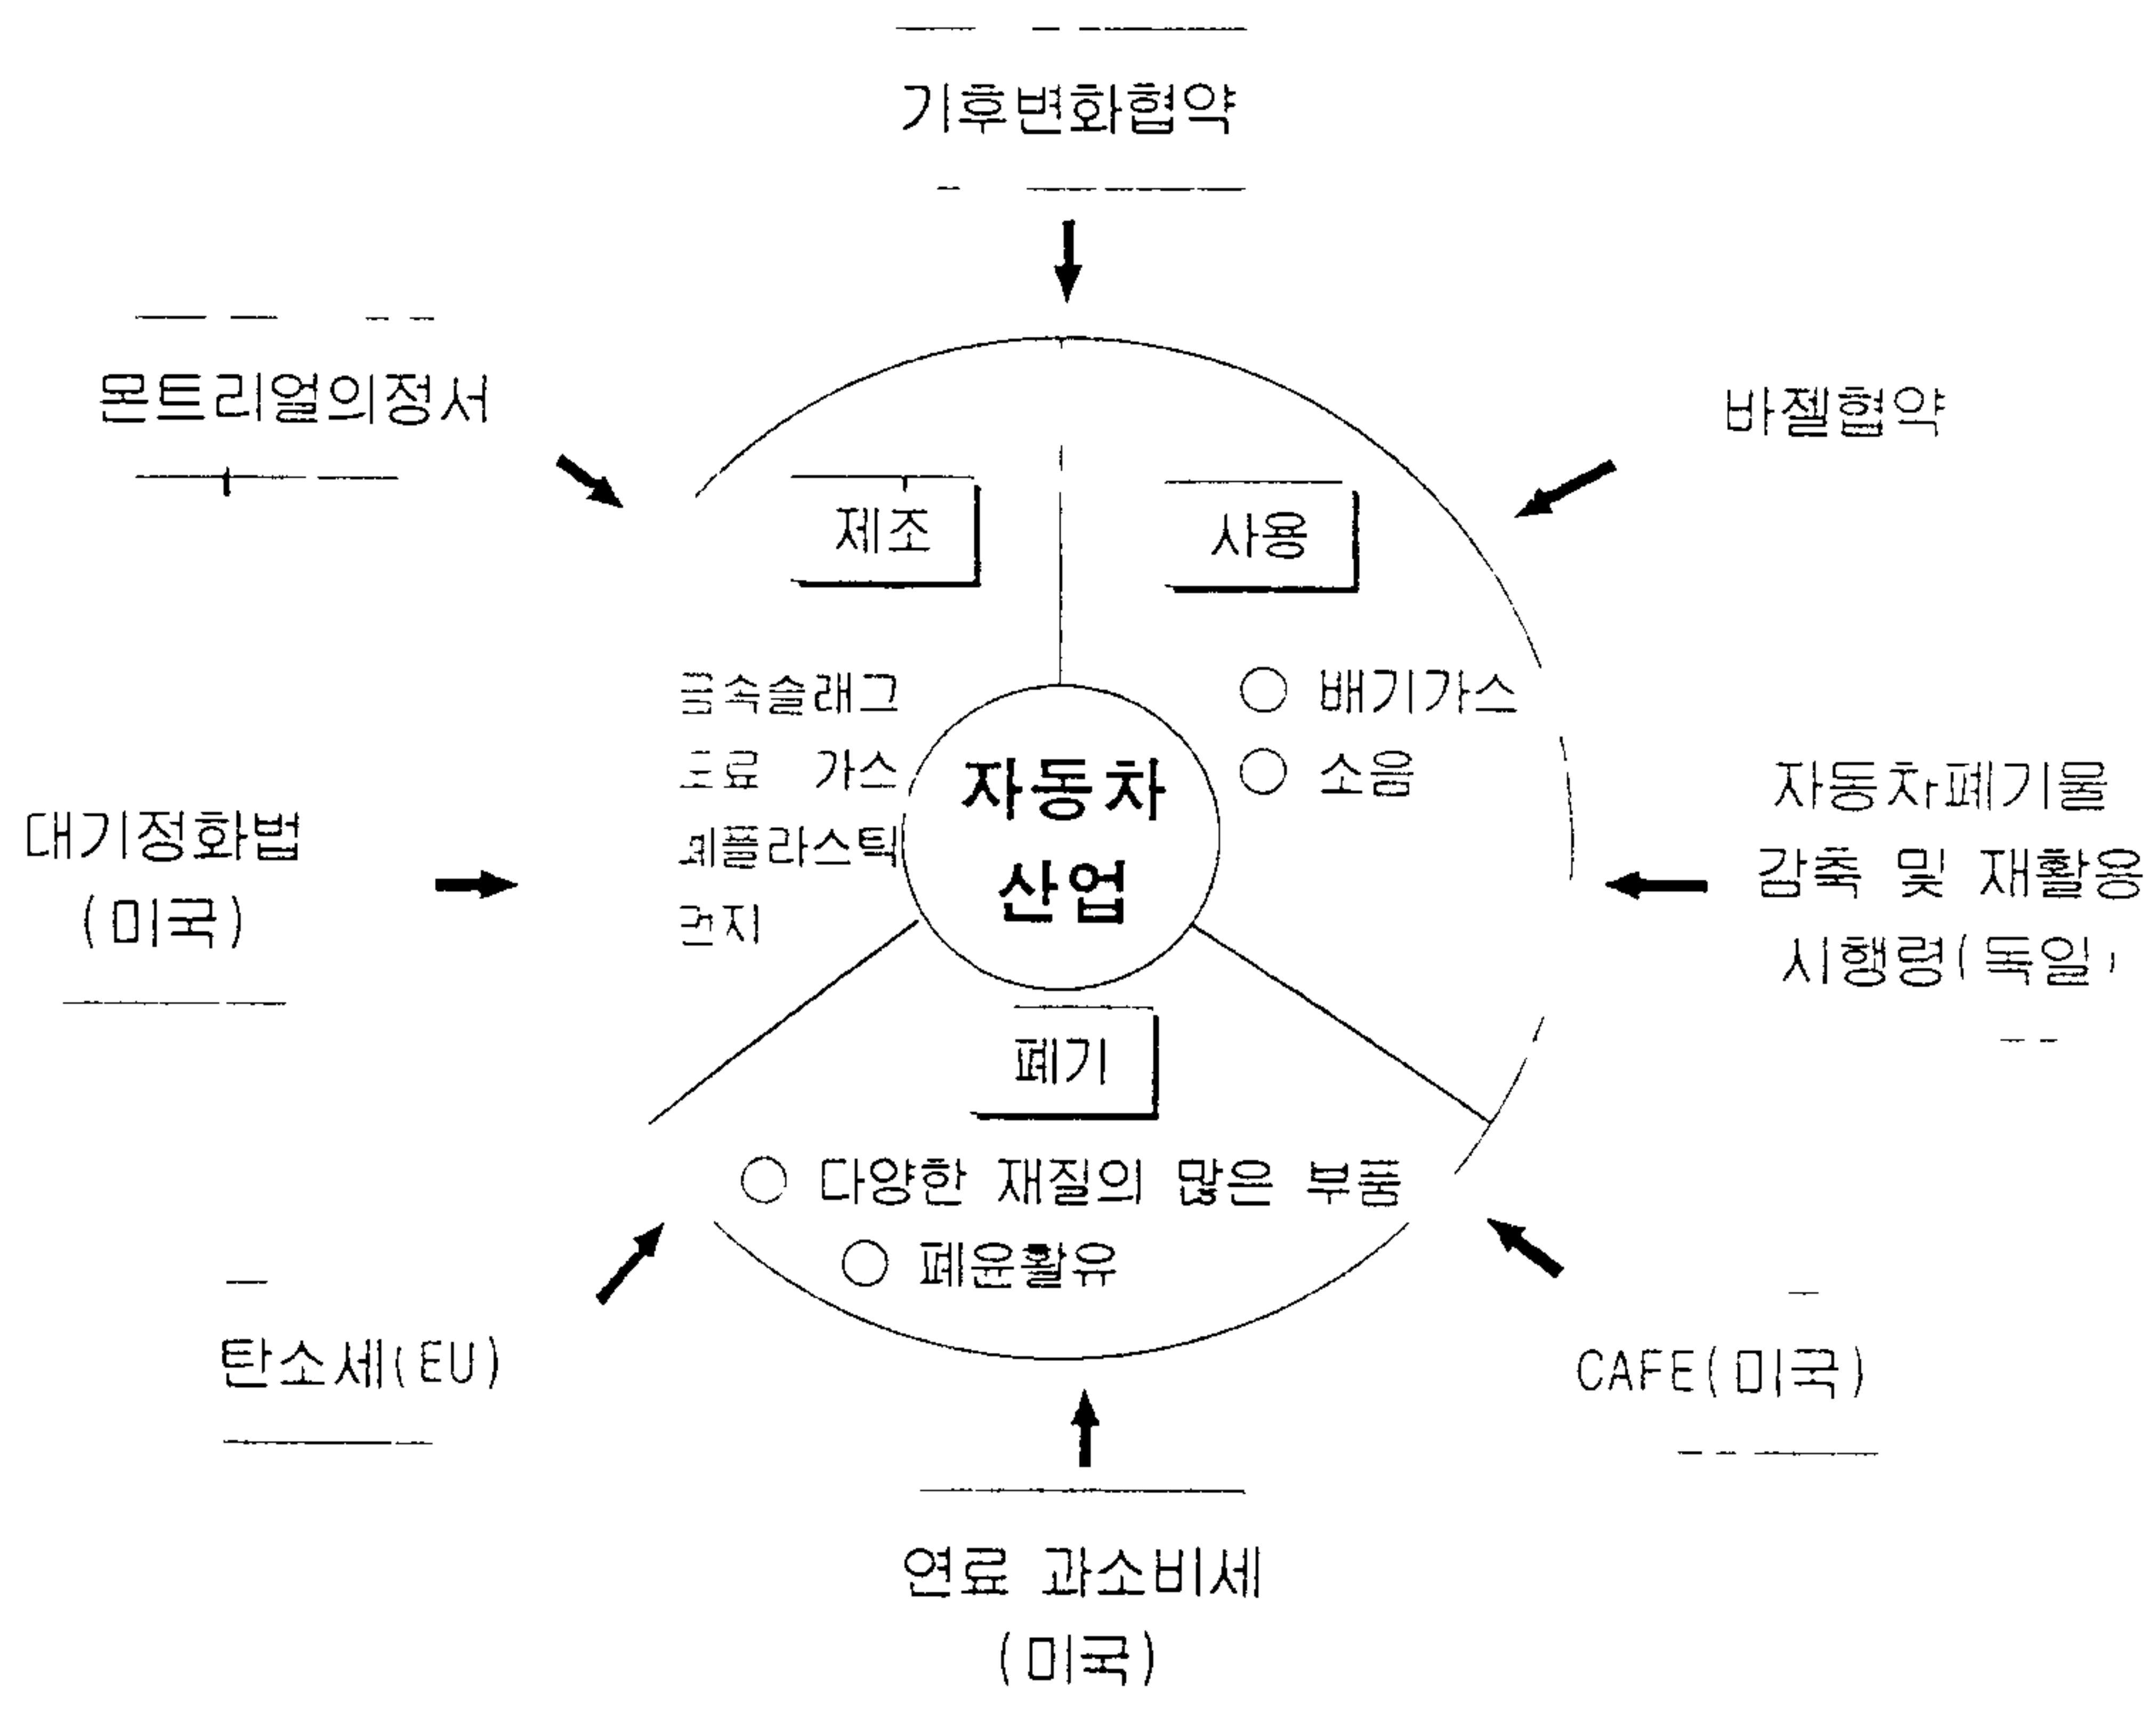 기후변화협약
몬트리얼의정서
바젤협약
제조
사용
금속슬래그
도료 가스
폐플라스틱
먼지
배기가스
소음
자동차
산업
대기정화법
(미국)
자동차폐기물
감축 및 재활용
시행령(독일)
폐기
다양한 재질의 많은 부품
폐윤활유
탄소세(EU)
CAFE(미국)
연료 과소비세
(미국)